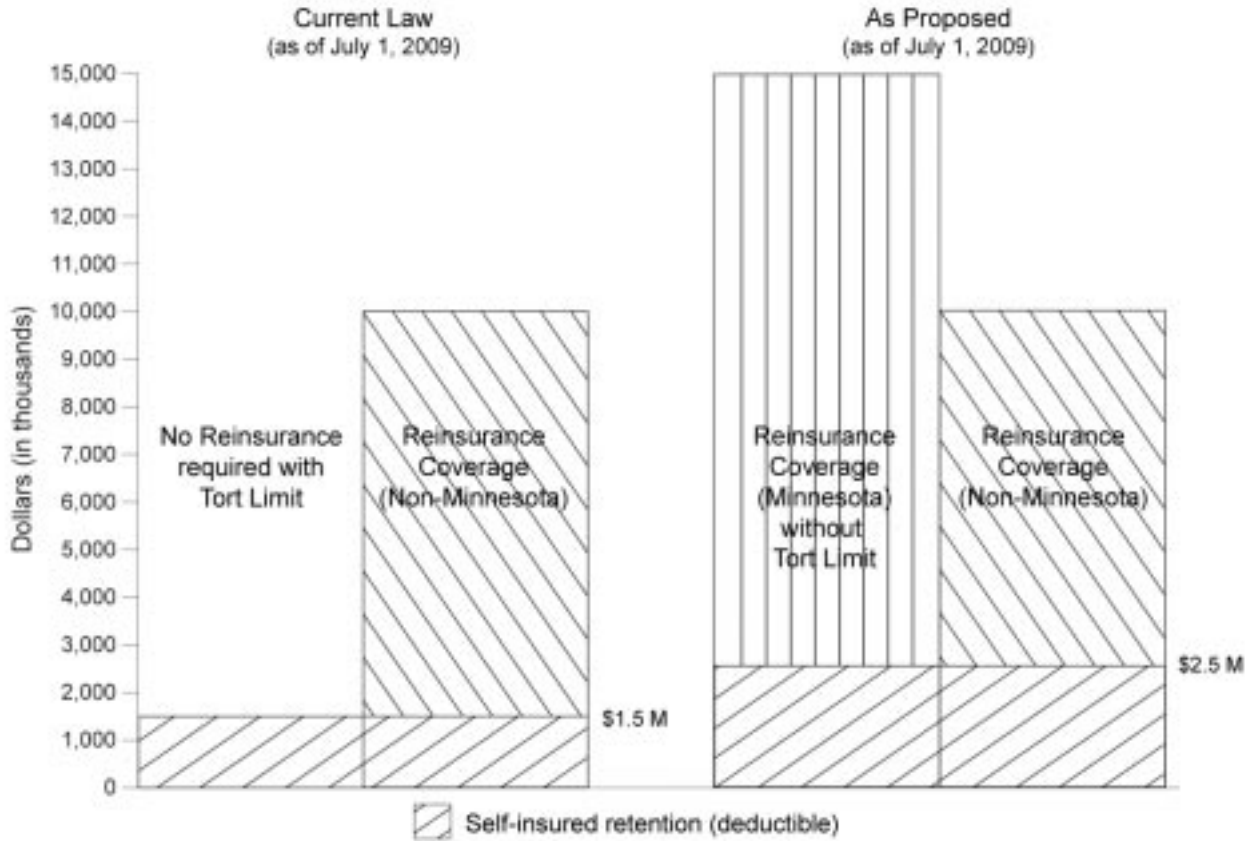 Current Law
(as of July 1, 2009)
As Proposed
(as of July 1, 2009)
Dollars (in thousands)
15,000
14,000
13,000
12,000
11,000
10,000
9,000
8,000
7,000
6,000
5,000
4,000
3,000
2,000
1,000
0
No Reinsurance
required with
Tort Limit
Reinsurance
Coverage
(Non-Minnesota)
$1.5 M
Reinsurance
Coverage
(Minnesota)
without
Tort Limit
Reinsurance
Coverage
(Non-Minnesota)
$2.5 M
Self-insured retention (deductible)